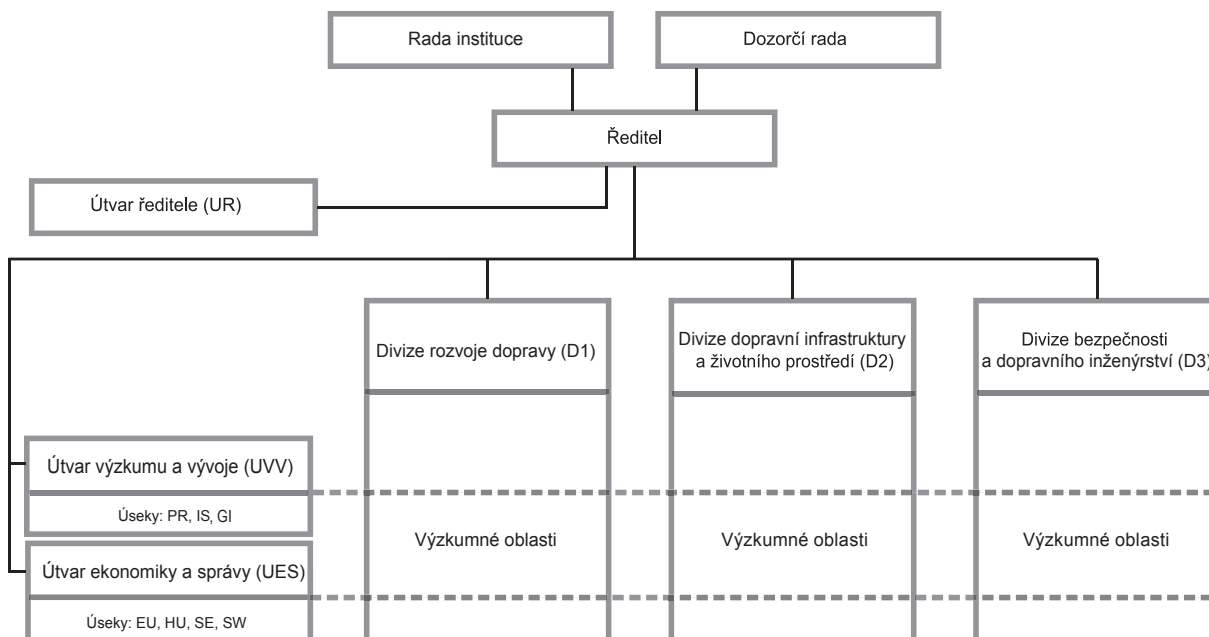 Rada instituce
Dozorčí rada
Ředitel
Útvar ředitele (UR)
Divize rozvoje dopravy (D1)
Divize dopravní infrastruktury
a životního prostředí (D2)
Divize bezpečnosti
a dopravního inženýrství (D3)
Útvar výzkumu a vývoje (UVV)
Úseky: PR, IS, GI
Útvar ekonomiky a správy (UES)
Úseky: EU, HU, SE, SW
Výzkumné oblasti
Výzkumné oblasti
Výzkumné oblasti